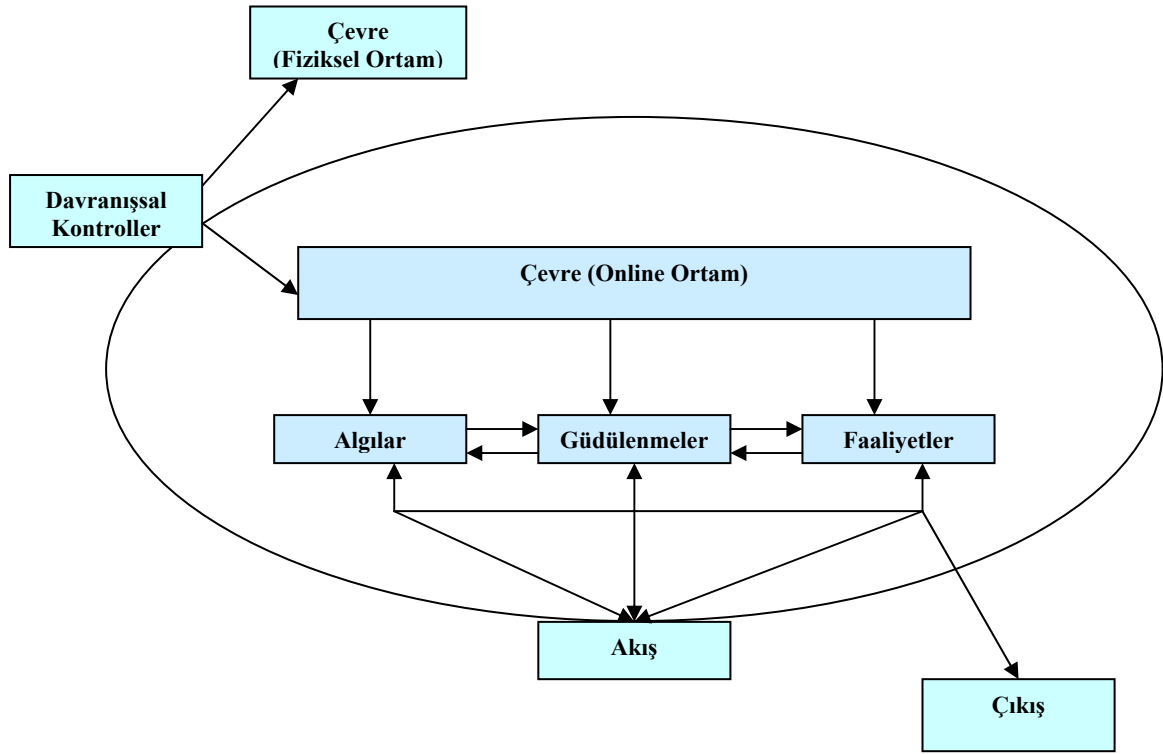 Çevre
(Fiziksel Ortam)
Davranışsal
Kontroller
Çevre (Online Ortam)
Algılar
Güdülenmeler
Faaliyetler
Akış
Çıkış